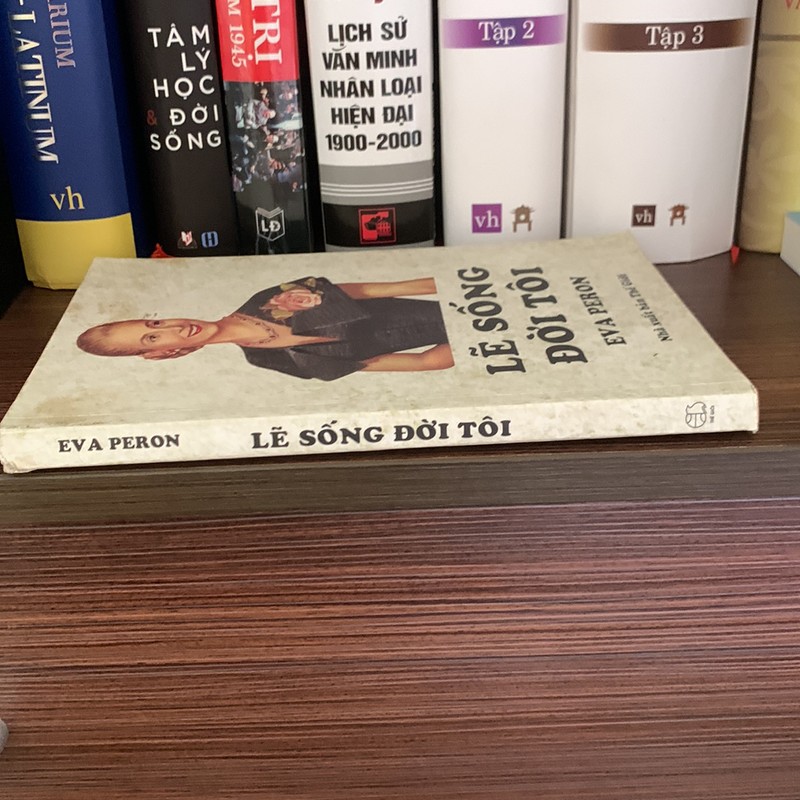 -LATINUM
vh
TÂM
LÝ
HỌC
& ĐỜI
SỐNG
TRỊ
M 1945
LĐ
LỊCH SỬ
VĂN MINH
NHÂN LOẠI
HIỆN ĐẠI
1900-2000
Tập 2
vh
Tập 3
vh
LẼ SỐNG
ĐỜI TÔI
EVA PERON
Nhà xuất bản Thế Giới
EVA PERON LẼ SỐNG ĐỜI TÔI
THẾ GIỚI